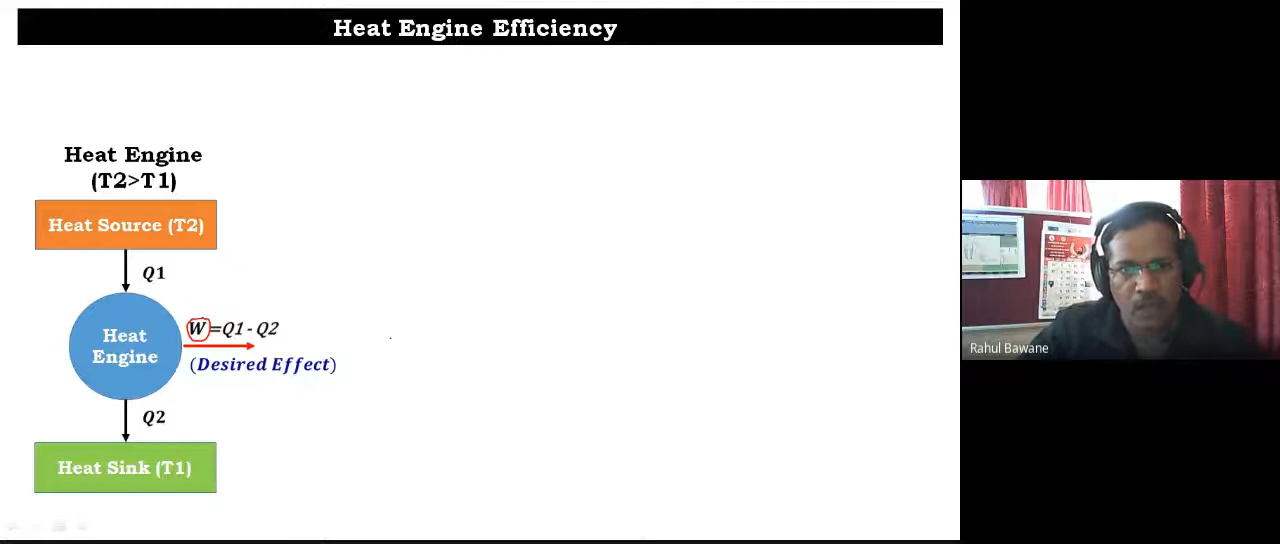 Heat Engine Efficiency
Heat Engine
(T2>T1)
Heat Source (T2)
Q1
Heat
Engine
W=Q1-Q2
(Desired Effect)
Q2
Heat Sink (T1)
Rahul Bawane